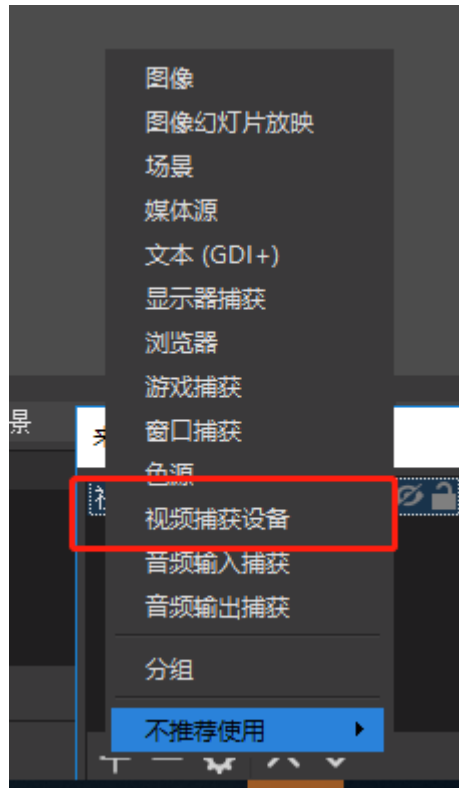 图像
图像幻灯片放映
场景
媒体源
文本 (GDI+)
显示器捕获
浏览器
游戏捕获
景
窗口捕获
色源
视频捕获设备
音频输入捕获
音频输出捕获
分组
不推荐使用